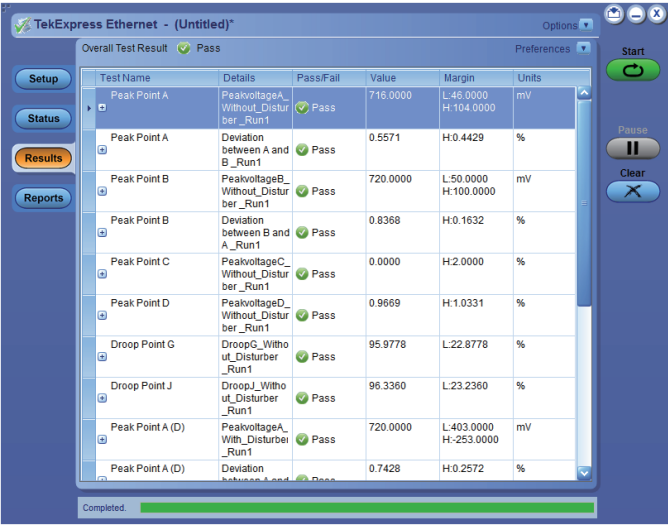 TekExpress Ethernet - (Untitled)*
Options
Overall Test Result Pass
Preferences
Start
Setup
Status
Results
Reports
Pause
Clear
Test Name Details Pass/Fail Value Margin Units
Peak Point A PeakvoltageA_ Pass 716.0000 L:46.0000 mV
Without_Distur H:104.0000
ber _Run1
Peak Point A Deviation Pass 0.5571 H:0.4429 %
between A and
B _Run1
Peak Point B PeakvoltageB_ Pass 720.0000 L:50.0000 mV
Without_Distur H:100.0000
ber _Run1
Peak Point B Deviation Pass 0.8368 H:0.1632 %
between B and
A _Run1
Peak Point C PeakvoltageC_ Pass 0.0000 H:2.0000 %
Without_Distur
ber _Run1
Peak Point D PeakvoltageD_ Pass 0.9669 H:1.0331 %
Without_Distur
ber _Run1
Droop Point G DroopG_Witho Pass 95.9778 L:22.8778 %
ut_Disturber
_Run1
Droop Point J DroopJ_Witho Pass 96.3360 L:23.2360 %
ut_Disturber
_Run1
Peak Point A (D) PeakvoltageA_ Pass 720.0000 L:403.0000 mV
With_Disturber H:-253.0000
_Run1
Peak Point A (D) Deviation Pass 0.7428 H:0.2572 %
between A and
Completed.